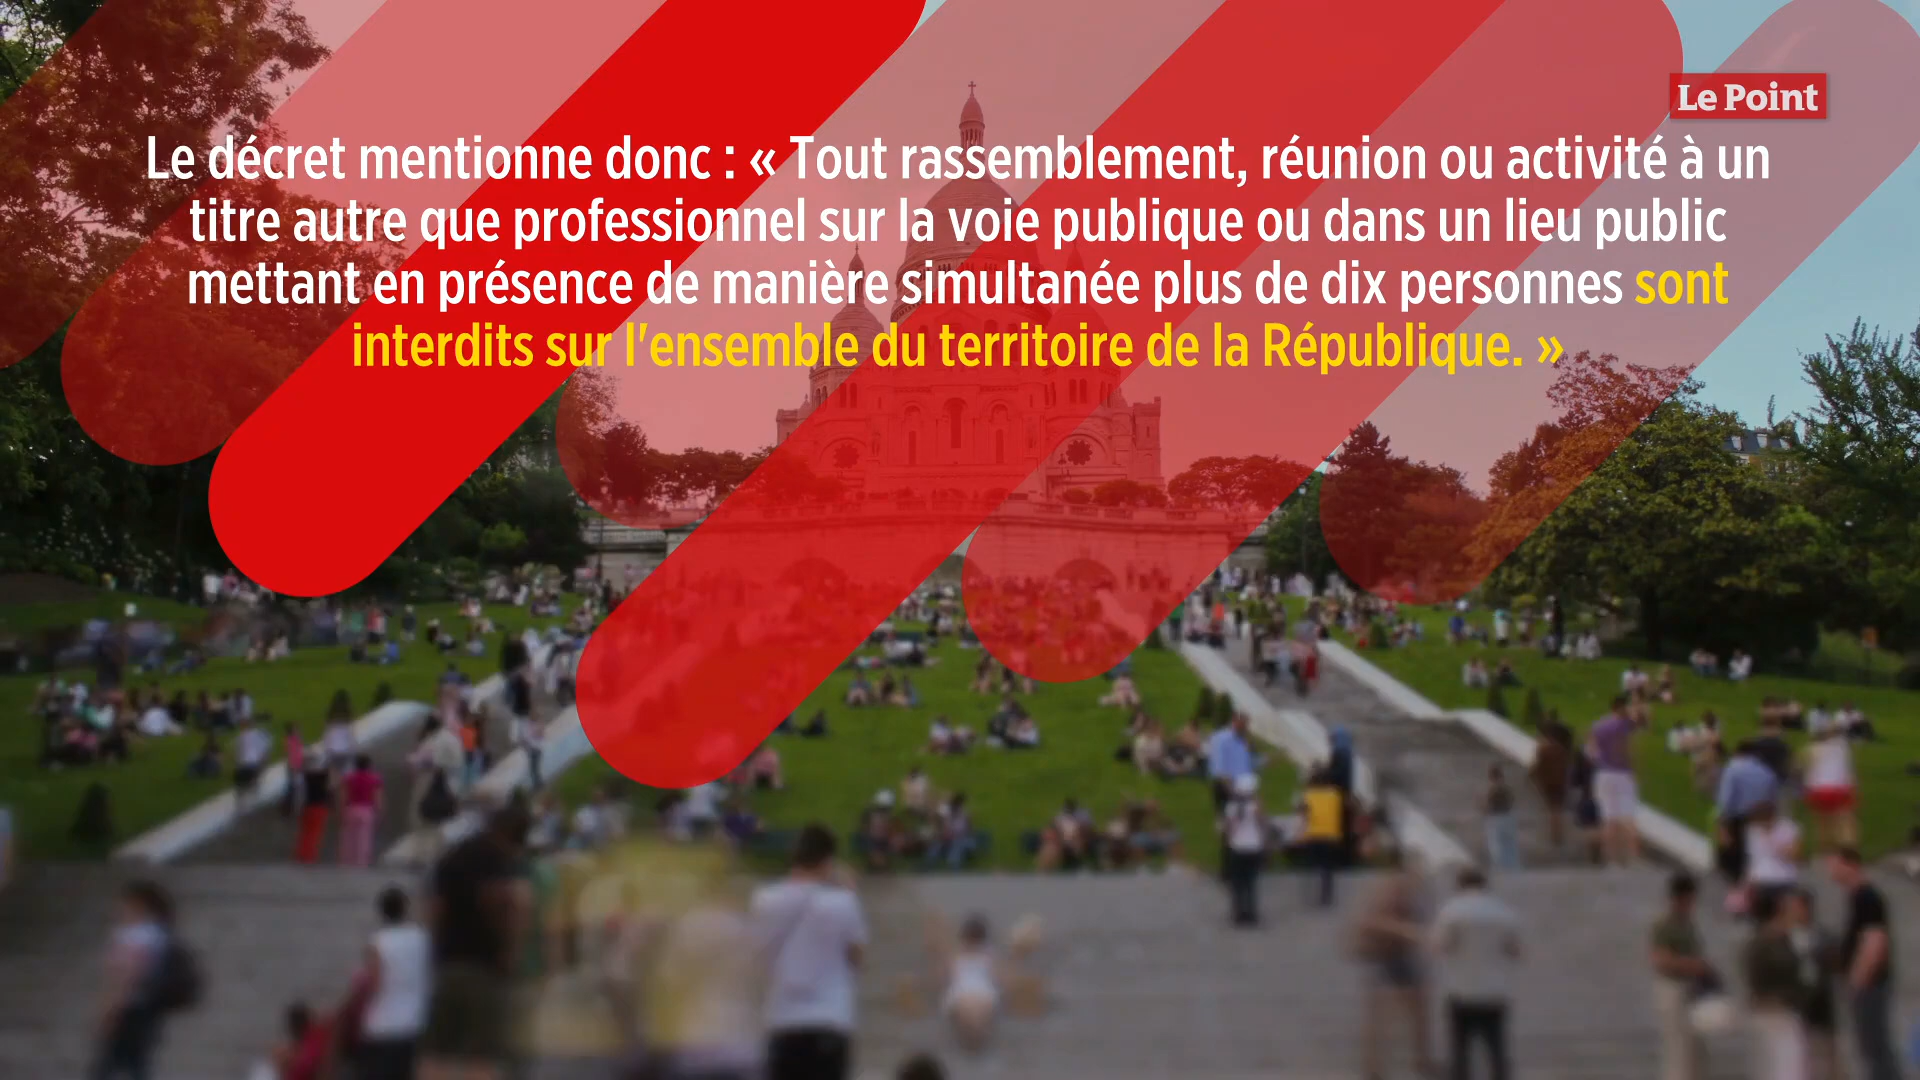 Le Point
Le décret mentionne donc : « Tout rassemblement, réunion ou activité à un
titre autre que professionnel sur la voie publique ou dans un lieu public
mettant en présence de manière simultanée plus de dix personnes sont
interdits sur l'ensemble du territoire de la République. »